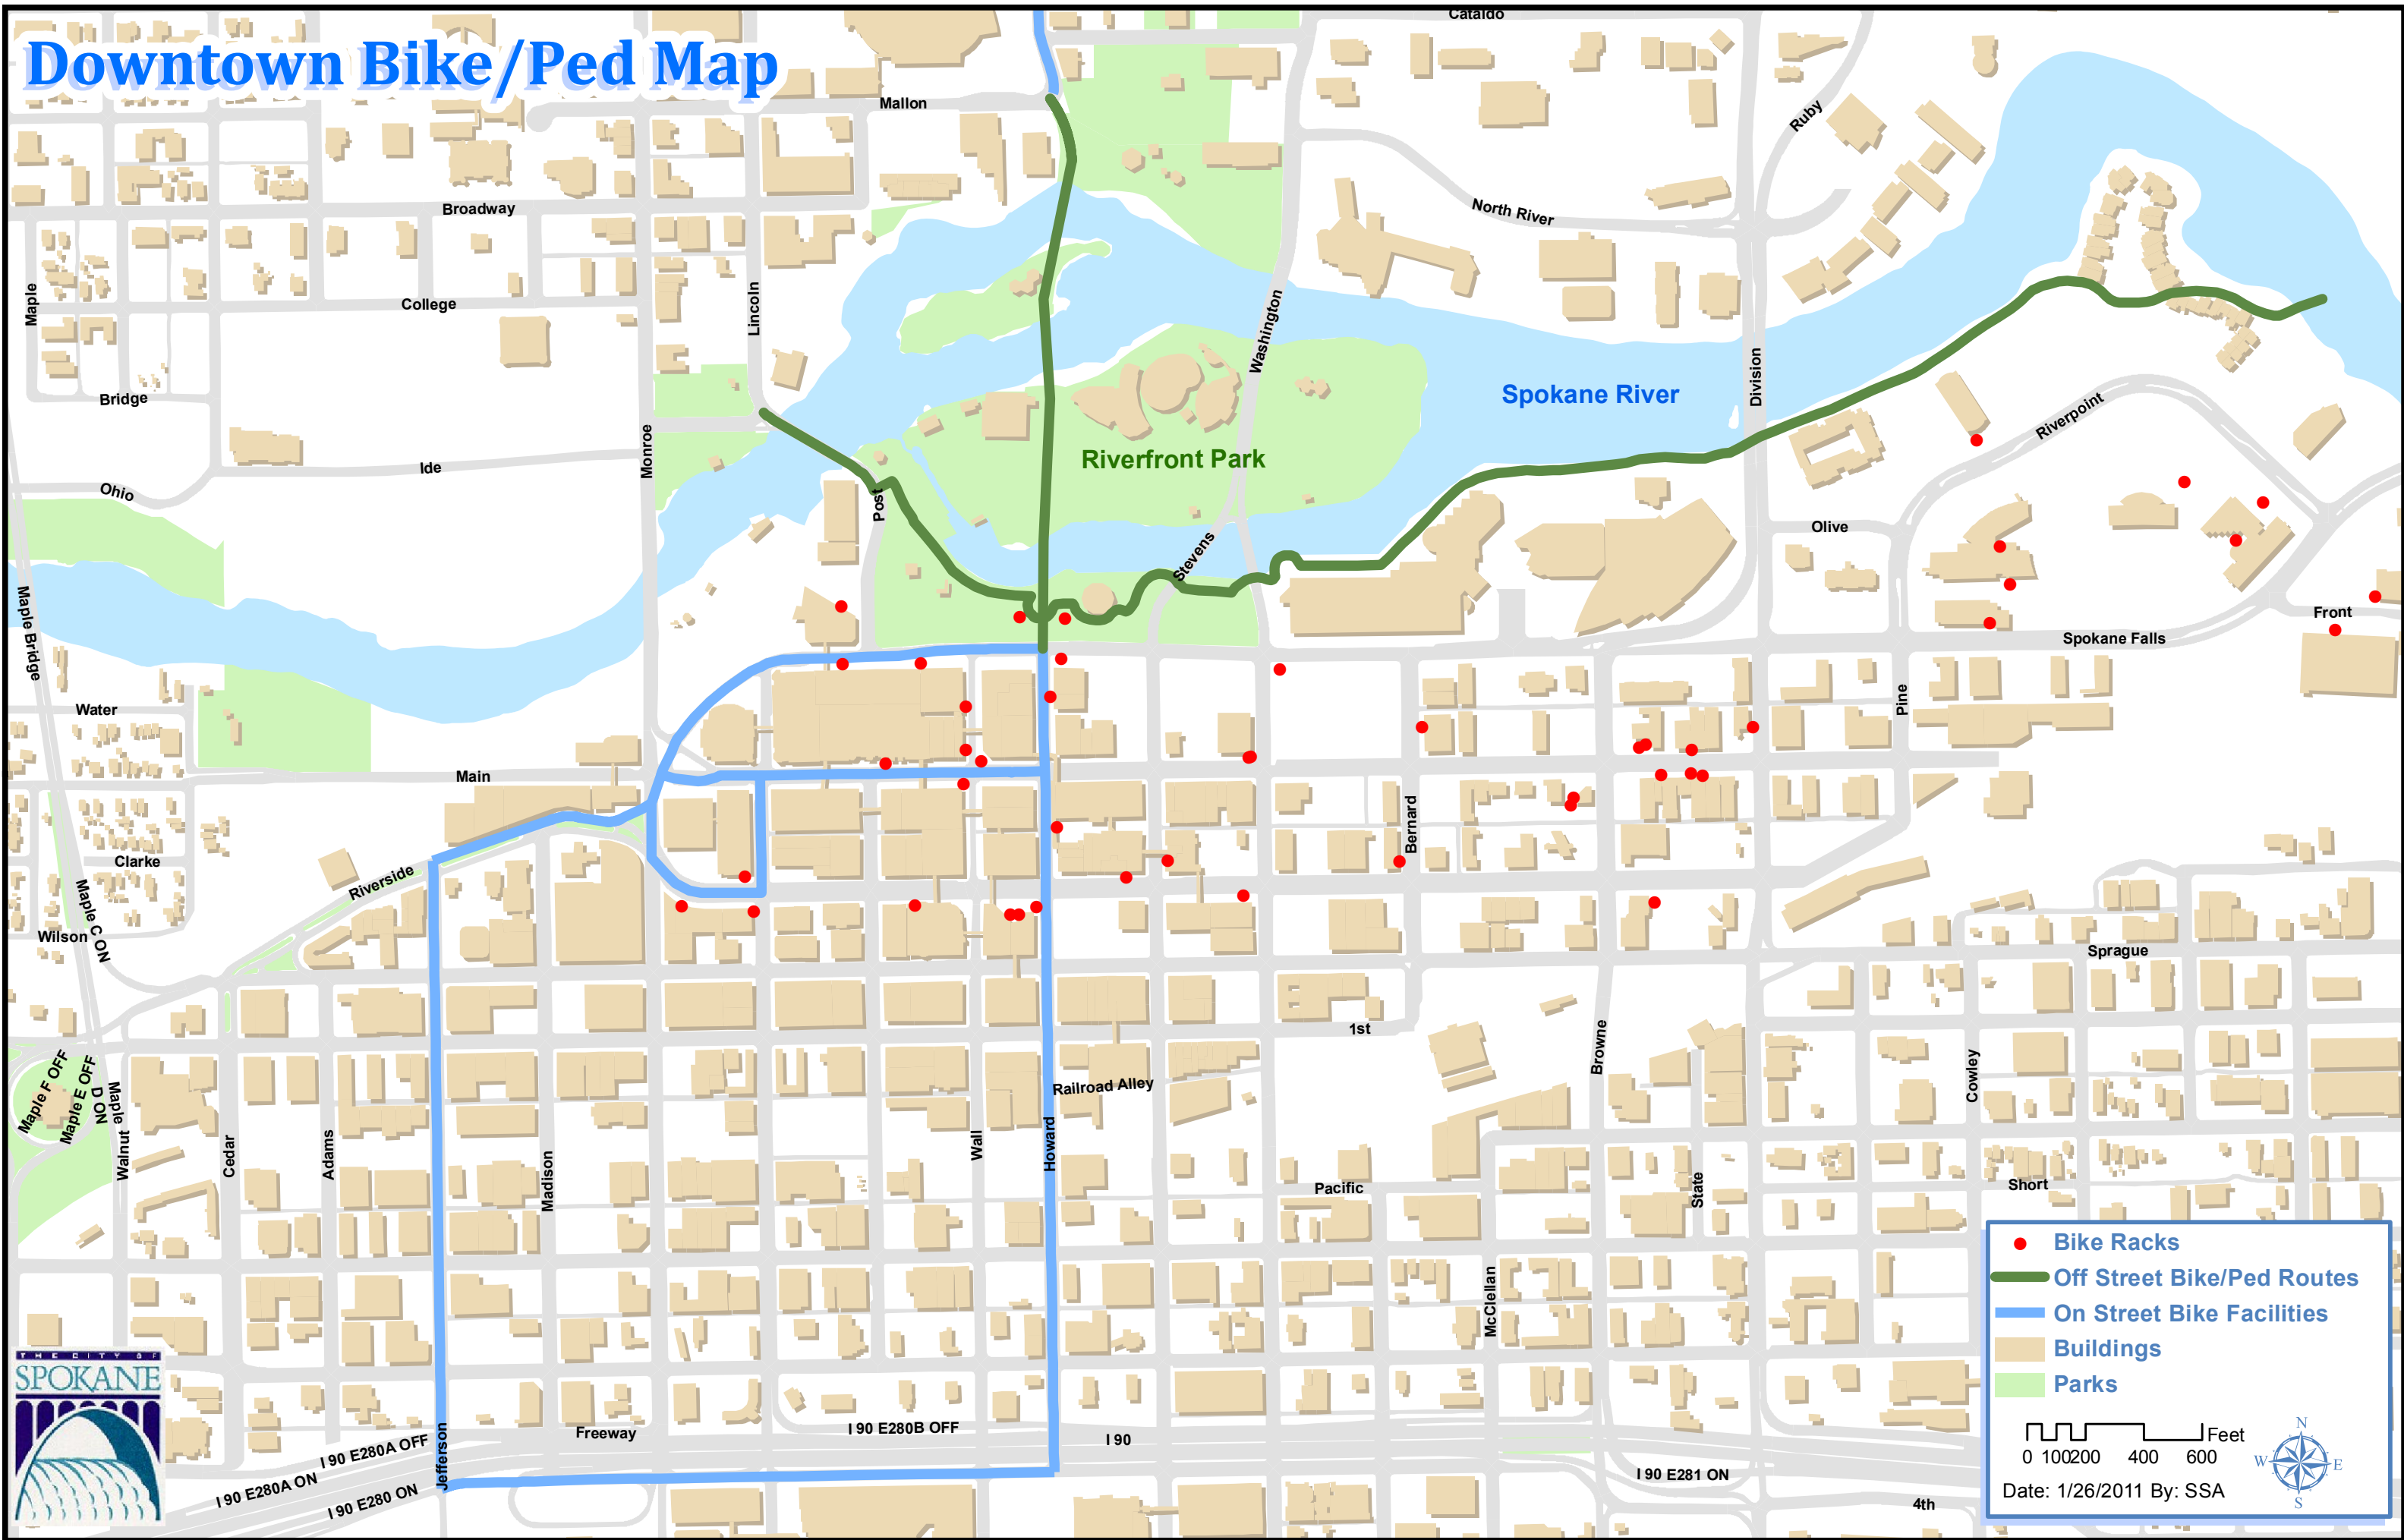 Downtown Bike/Ped Map
Cataldo
Mallon
Ruby
Broadway
North River
Maple
College
Lincoln
Washington
Division
Bridge
Spokane River
Riverpoint
Monroe
Riverfront Park
Ide
Ohio
Post
Olive
Stevens
Maple Bridge
Front
Spokane Falls
Pine
Water
Main
Bernard
Clarke
Riverside
Maple C ON
Wilson
Sprague
1st
Browne
Maple F OFF
Maple E OFF
D ON
Maple
Railroad Alley
Cowley
Walnut
Cedar
Adams
Madison
Wall
Howard
Pacific
State
Short
McClellan
Bike Racks
Off Street Bike/Ped Routes
On Street Bike Facilities
Buildings
Parks
Feet
0 100 200 400 600
N
W E
S
Date: 1/26/2011 By: SSA
THE CITY OF
SPOKANE
Jefferson
Freeway
I 90 E280B OFF
I 90
I 90 E280A OFF
I 90 E280A ON
I 90 E280 ON
I 90 E281 ON
4th